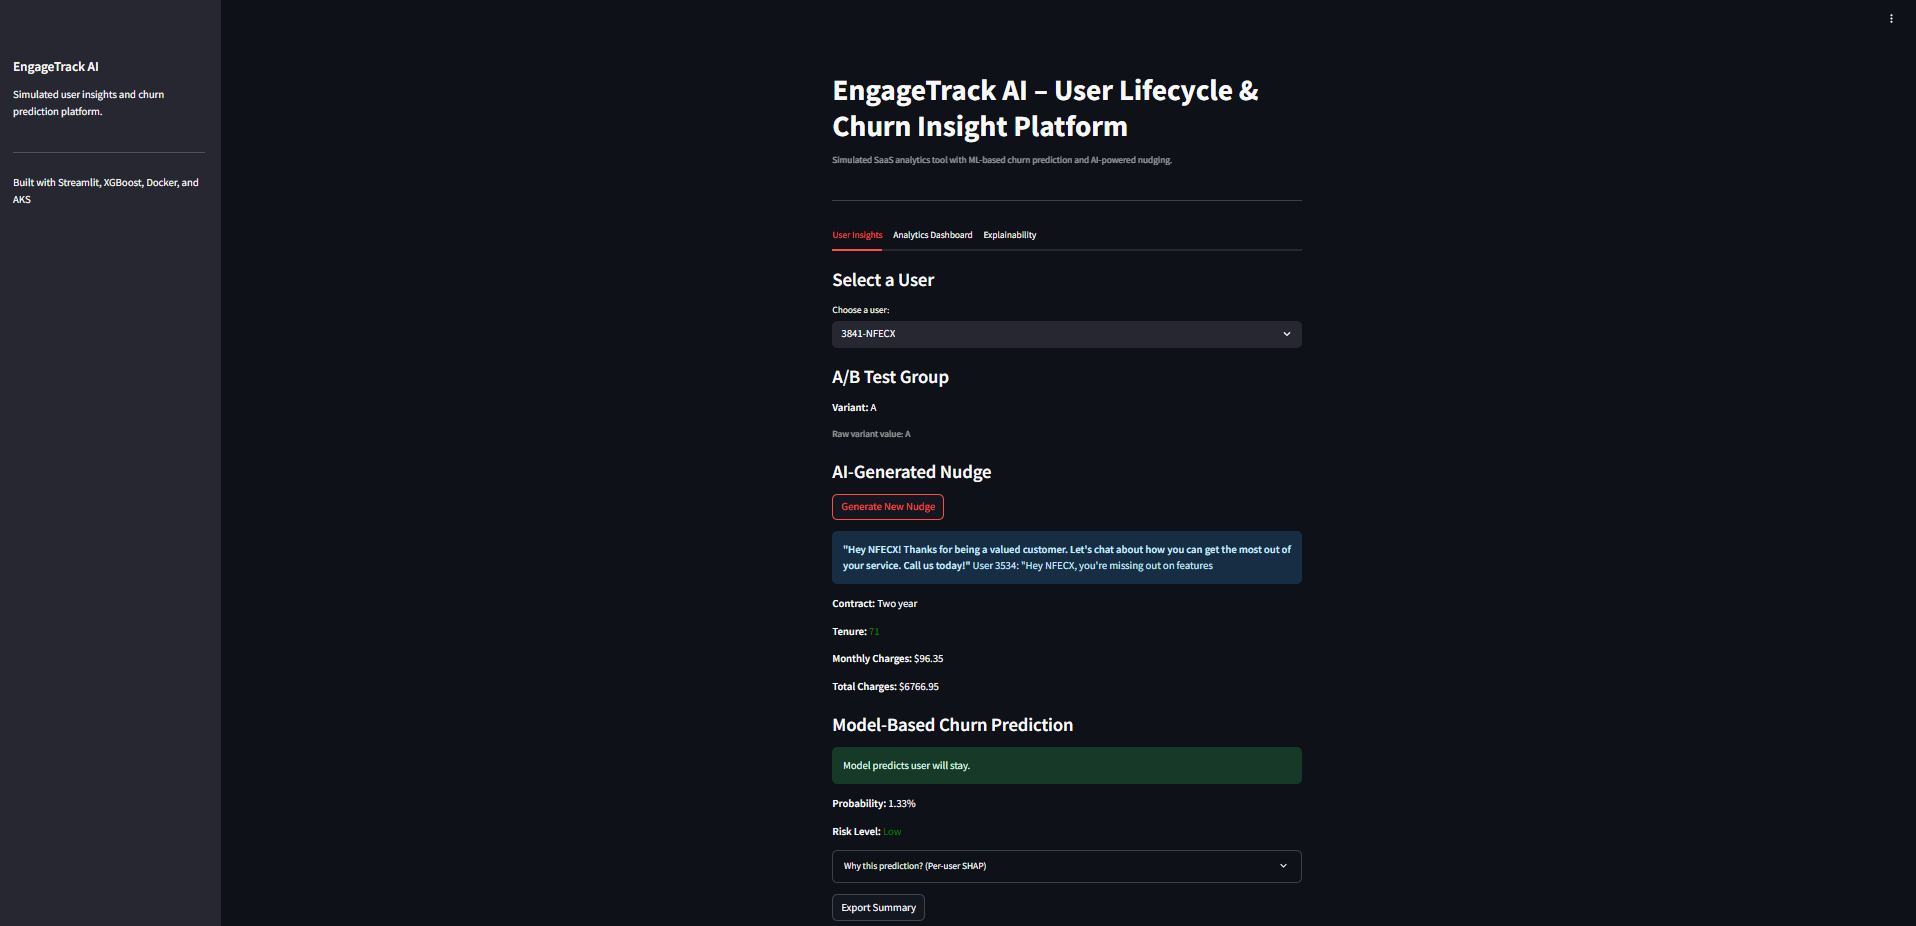 EngageTrack AI
Simulated user insights and churn
prediction platform.
Built with Streamlit, XGBoost, Docker, and
AKS
EngageTrack AI – User Lifecycle &
Churn Insight Platform
Simulated SaaS analytics tool with ML-based churn prediction and AI-powered nudging.
User Insights Analytics Dashboard Explainability
Select a User
Choose a user:
3841-NFECX
A/B Test Group
Variant: A
Raw variant value: A
AI-Generated Nudge
Generate New Nudge
"Hey NFECX! Thanks for being a valued customer. Let's chat about how you can get the most out of
your service. Call us today!" User 3534: "Hey NFECX, you're missing out on features
Contract: Two year
Tenure: 71
Monthly Charges: $96.35
Total Charges: $6766.95
Model-Based Churn Prediction
Model predicts user will stay.
Probability: 1.33%
Risk Level: Low
Why this prediction? (Per-user SHAP)
Export Summary